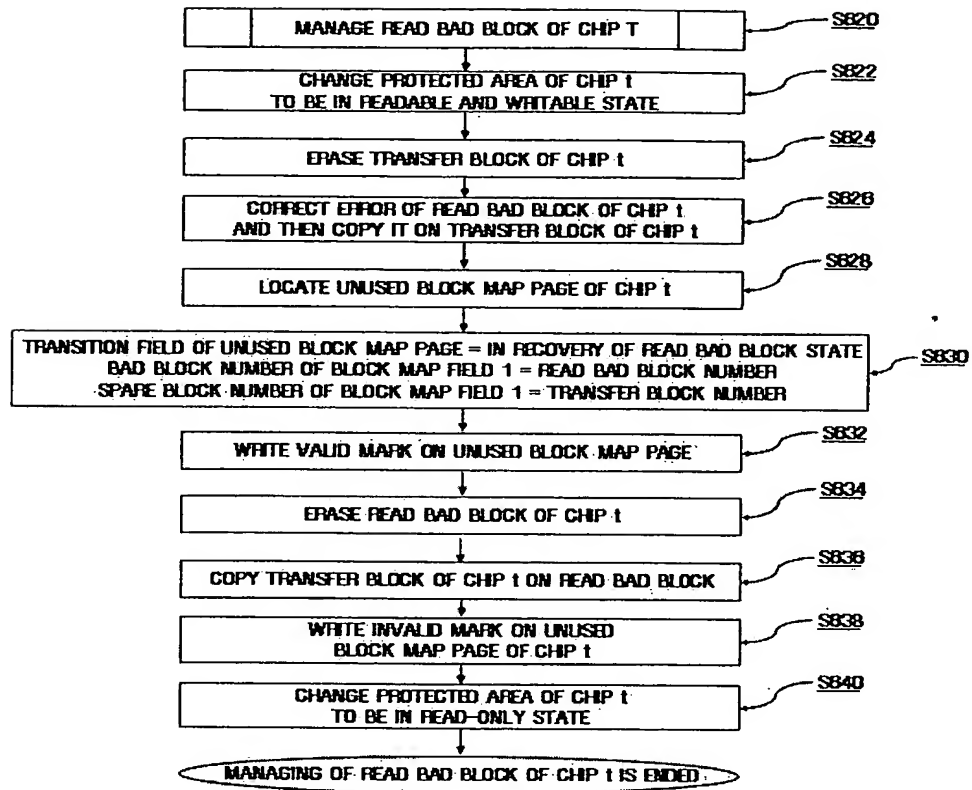 MANAGE READ BAD BLOCK OF CHIP T
S820
CHANGE PROTECTED AREA OF CHIP t
TO BE IN READABLE AND WRITABLE STATE
S822
ERASE TRANSFER BLOCK OF CHIP t
S824
CORRECT ERROR OF READ BAD BLOCK OF CHIP t
AND THEN COPY IT ON TRANSFER BLOCK OF CHIP t
S826
LOCATE UNUSED BLOCK MAP PAGE OF CHIP t
S828
TRANSITION FIELD OF UNUSED BLOCK MAP PAGE = IN RECOVERY OF READ BAD BLOCK STATE
BAD BLOCK NUMBER OF BLOCK MAP FIELD 1 = READ BAD BLOCK NUMBER
SPARE BLOCK NUMBER OF BLOCK MAP FIELD 1 = TRANSFER BLOCK NUMBER
S830
WRITE VALID MARK ON UNUSED BLOCK MAP PAGE
S832
ERASE READ BAD BLOCK OF CHIP t
S834
COPY TRANSFER BLOCK OF CHIP t ON READ BAD BLOCK
S836
WRITE INVALID MARK ON UNUSED
BLOCK MAP PAGE OF CHIP t
S838
CHANGE PROTECTED AREA OF CHIP t
TO BE IN READ-ONLY STATE
S840
MANAGING OF READ BAD BLOCK OF CHIP t IS ENDED